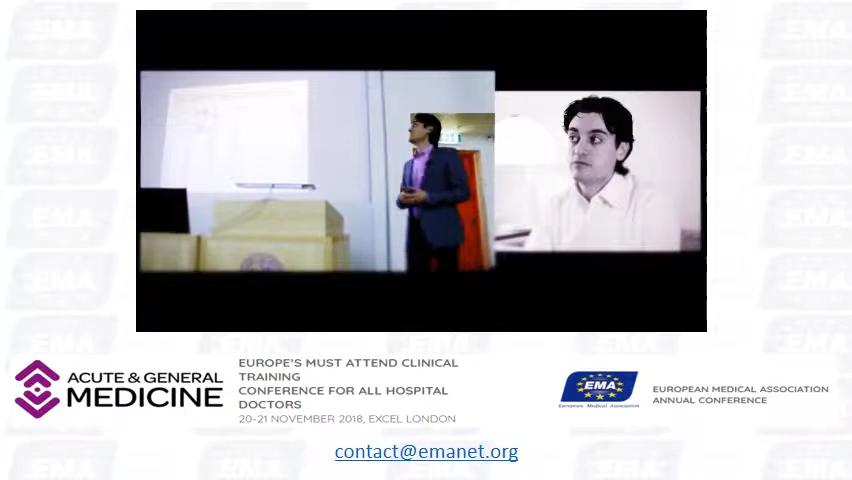 ACUTE & GENERAL
MEDICINE
EUROPE'S MUST ATTEND CLINICAL
TRAINING
CONFERENCE FOR ALL HOSPITAL
DOCTORS
20-21 NOVEMBER 2018, EXCEL LONDON
EMA
European Medical Association
EUROPEAN MEDICAL ASSOCIATION
ANNUAL CONFERENCE
contact@emanet.org